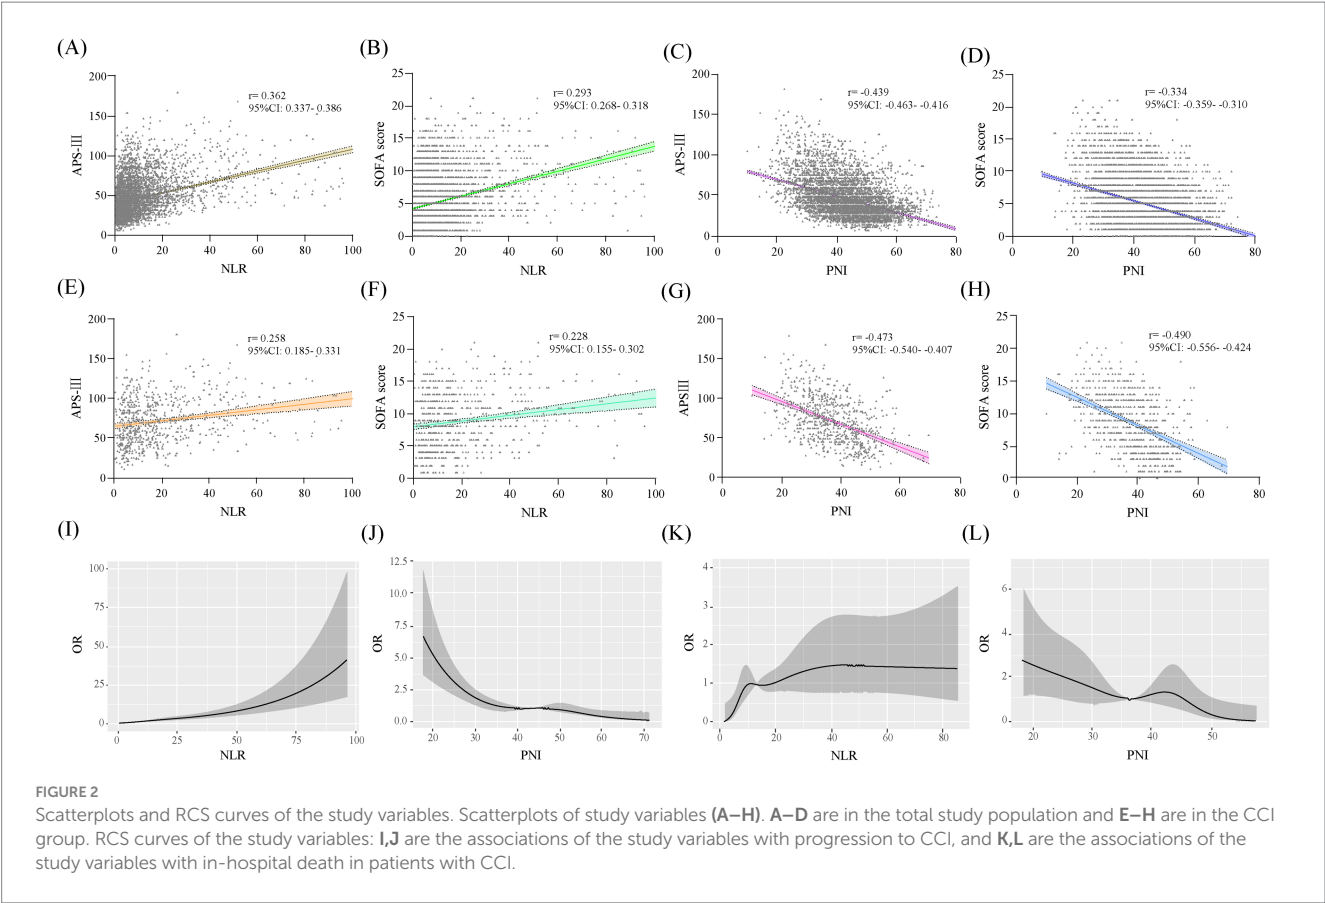 (A)
(B)
(C)
(D)
200
150
100
50
0
APS-III
r= 0.362
95%CI: 0.337- 0.386
0 20 40 60 80 100
NLR
25
20
15
10
5
0
SOFA score
r= 0.293
95%CI: 0.268- 0.318
0 20 40 60 80 100
NLR
200
150
100
50
0
APS-III
r= -0.439
95%CI: -0.463- -0.416
0 20 40 60 80
PNI
25
20
15
10
5
0
SOFA score
r= -0.334
95%CI: -0.359- -0.310
0 20 40 60 80
PNI
(E)
(F)
(G)
(H)
200
150
100
50
0
APS-III
r= 0.258
95%CI: 0.185- 0.331
0 20 40 60 80 100
NLR
25
20
15
10
5
0
SOFA score
r= 0.228
95%CI: 0.155- 0.302
0 20 40 60 80 100
NLR
200
150
100
50
0
APSIII
r= -0.473
95%CI: -0.540- -0.407
0 20 40 60 80
PNI
25
20
15
10
5
0
SOFA score
r= -0.490
95%CI: -0.556- -0.424
0 20 40 60 80
PNI
(I)
(J)
(K)
(L)
100
75
50
25
0
OR
0 25 50 75 100
NLR
12.5
10.0
7.5
5.0
2.5
0.0
OR
20 30 40 50 60 70
PNI
4
3
2
1
0
OR
0 20 40 60 80
NLR
6
4
2
0
OR
20 30 40 50
PNI
FIGURE 2
Scatterplots and RCS curves of the study variables. Scatterplots of study variables (A–H). A–D are in the total study population and E–H are in the CCI
group. RCS curves of the study variables: I,J are the associations of the study variables with progression to CCI, and K,L are the associations of the
study variables with in-hospital death in patients with CCI.